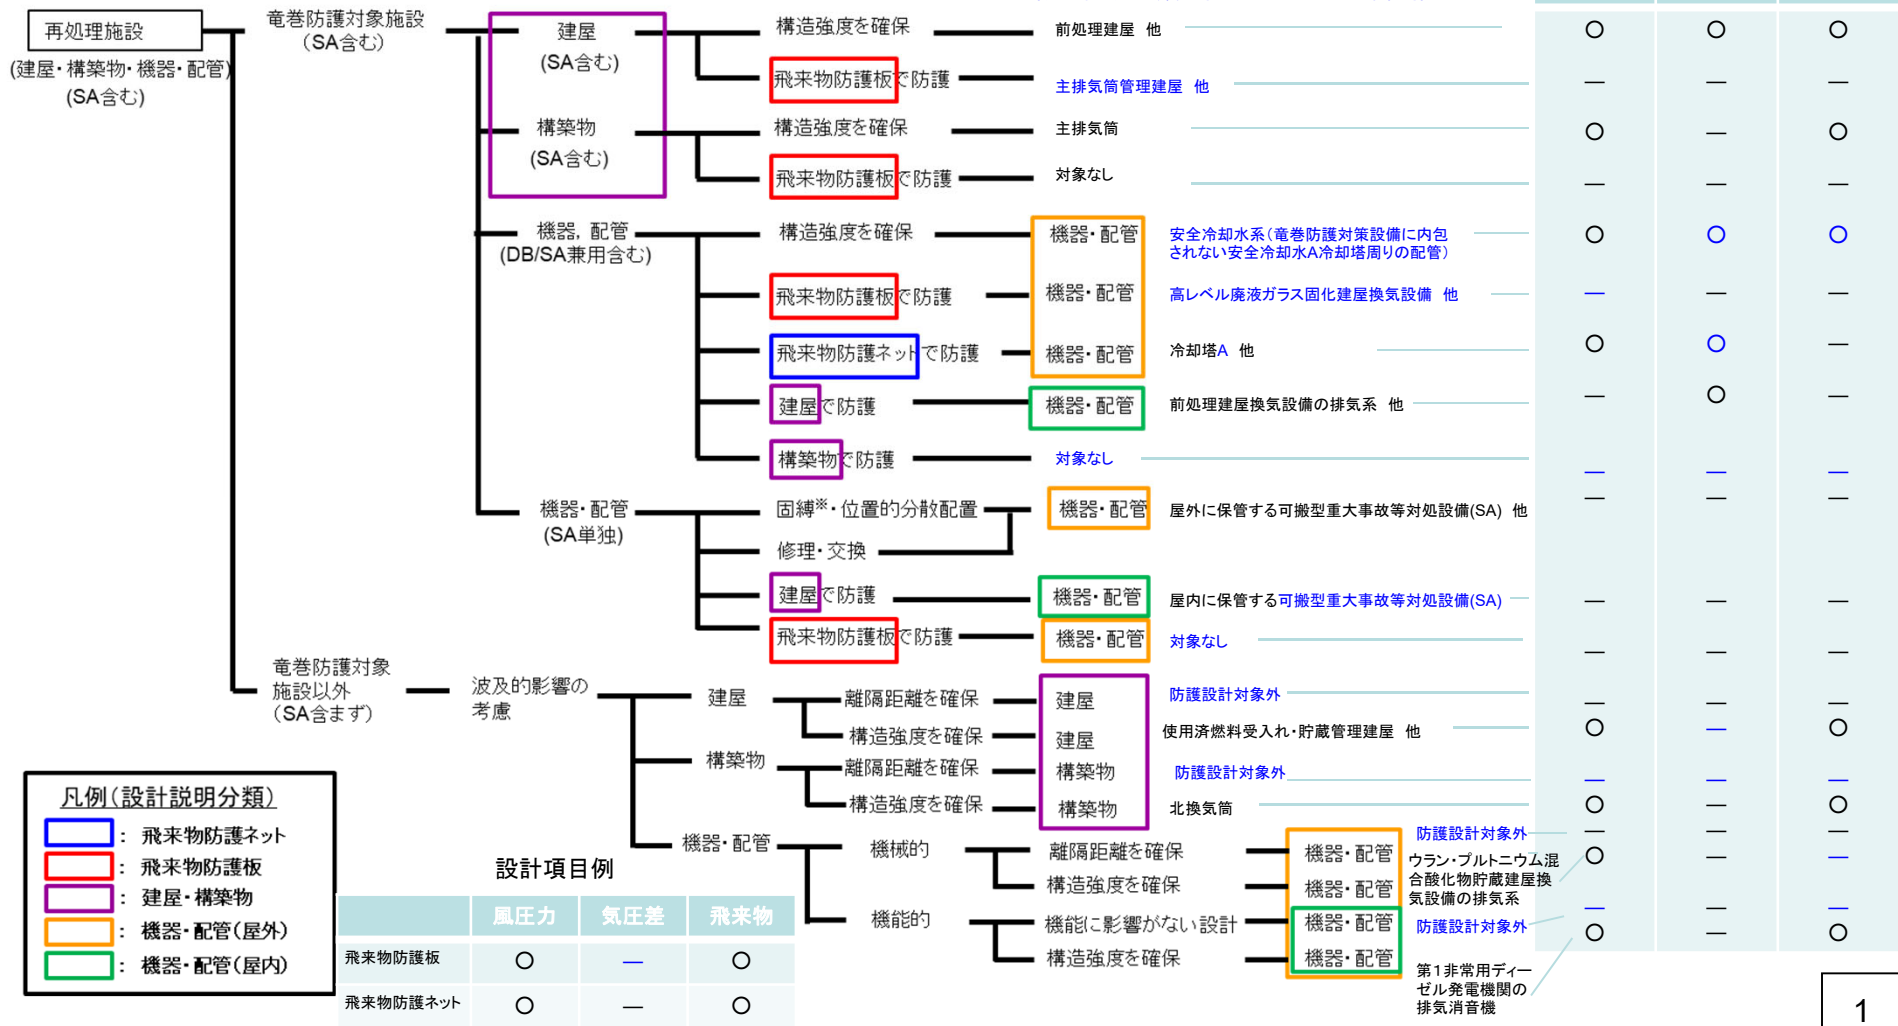 再処理施設
(建屋・構築物・機器・配管)
(SA含む)
竜巻防護対象施設
(SA含む)
建屋
(SA含む)
構造強度を確保
前処理建屋 他
○ ○ ○
飛来物防護板で防護
主排気筒管理建屋 他
― ― ―
構築物
(SA含む)
構造強度を確保
主排気筒
○ ― ○
飛来物防護板で防護
対象なし
― ― ―
機器, 配管
(DB/SA兼用含む)
構造強度を確保
機器・配管
安全冷却水系(竜巻防護対策設備に内包
されない安全冷却水A冷却塔周りの配管)
○ ○ ○
飛来物防護板で防護
機器・配管
高レベル廃液ガラス固化建屋換気設備 他
― ― ―
飛来物防護ネットで防護
機器・配管
冷却塔A 他
○ ○ ―
建屋で防護
機器・配管
前処理建屋換気設備の排気系 他
― ○ ―
構築物で防護
対象なし
― ― ―
機器・配管
(SA単独)
固縛※・位置的分散配置
機器・配管
屋外に保管する可搬型重大事故等対処設備(SA) 他
― ― ―
修理・交換
建屋で防護
機器・配管
屋内に保管する可搬型重大事故等対処設備(SA)
― ― ―
飛来物防護板で防護
機器・配管
対象なし
― ― ―
竜巻防護対象
施設以外
(SA含まず)
波及的影響の
考慮
建屋
離隔距離を確保
建屋
防護設計対象外
― ― ―
構造強度を確保
建屋
使用済燃料受入れ・貯蔵管理建屋 他
○ ― ○
構築物
離隔距離を確保
構築物
防護設計対象外
― ― ―
構造強度を確保
構築物
北換気筒
○ ― ○
機器・配管
機械的
離隔距離を確保
機器・配管
防護設計対象外
― ― ―
構造強度を確保
機器・配管
ウラン・プルトニウム混
合酸化物貯蔵建屋換
気設備の排気系
○ ― ―
機能的
機能に影響がない設計
機器・配管
防護設計対象外
― ― ―
構造強度を確保
機器・配管
第1非常用ディー
ゼル発電機関の
排気消音機
○ ― ○
凡例(設計説明分類)
: 飛来物防護ネット
: 飛来物防護板
: 建屋・構築物
: 機器・配管(屋外)
: 機器・配管(屋内)
設計項目例
風圧力 気圧差 飛来物
飛来物防護板 ○ ― ○
飛来物防護ネット ○ ― ○
1